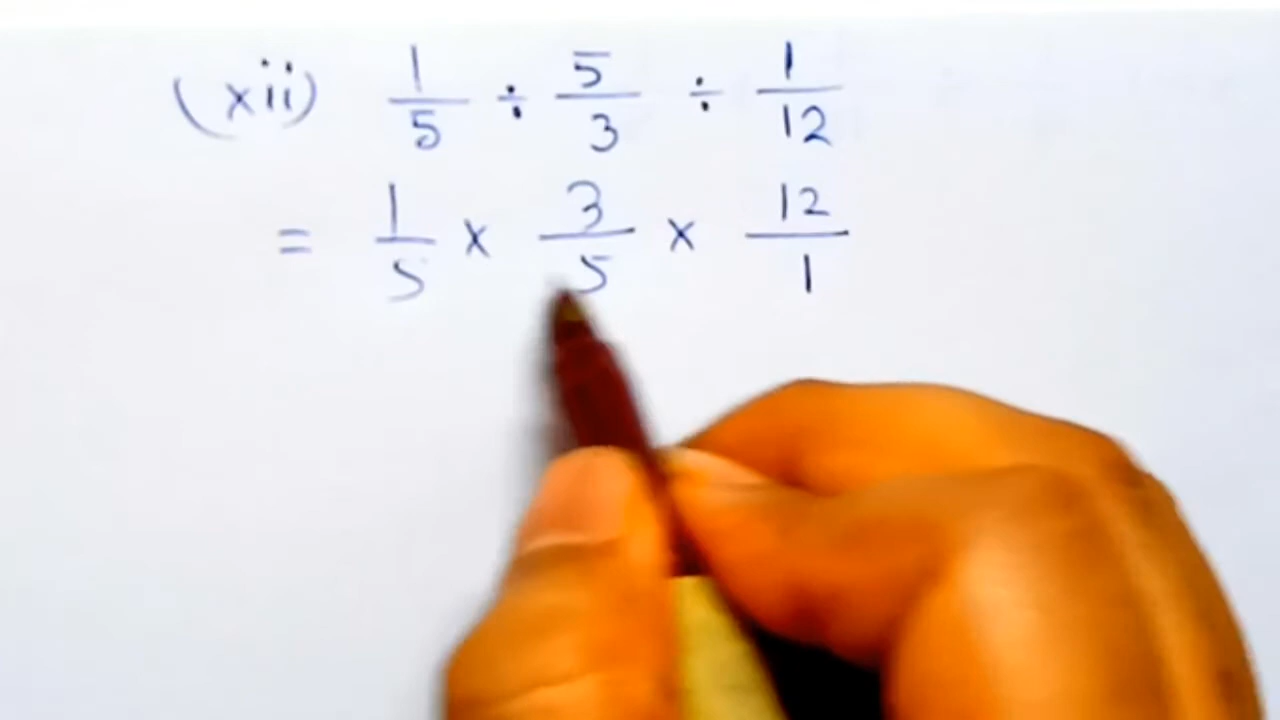 (xii) 1/5 ÷ 5/3 ÷ 1/12
= 1/5 x 3/5 x 12/1